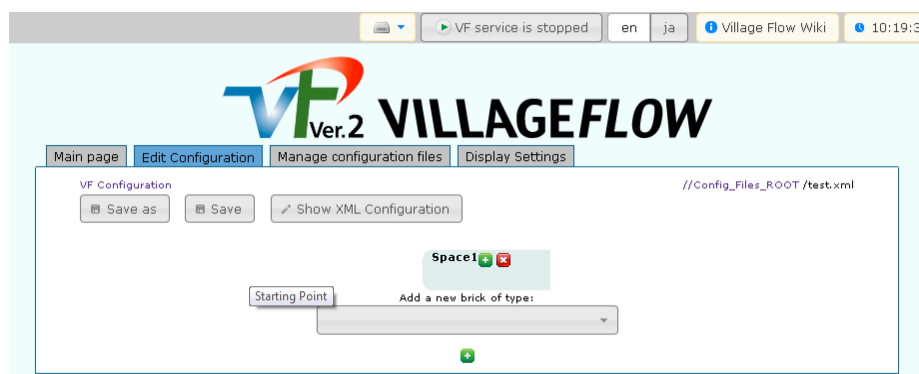 VF service is stopped en ja Village Flow Wiki 10:19:3
VF Ver.2 VILLAGEFLOW
Main page Edit Configuration Manage configuration files Display Settings
VF Configuration //Config_Files_ROOT /test.xml
Save as Save Show XML Configuration
Space1
Starting Point Add a new brick of type: